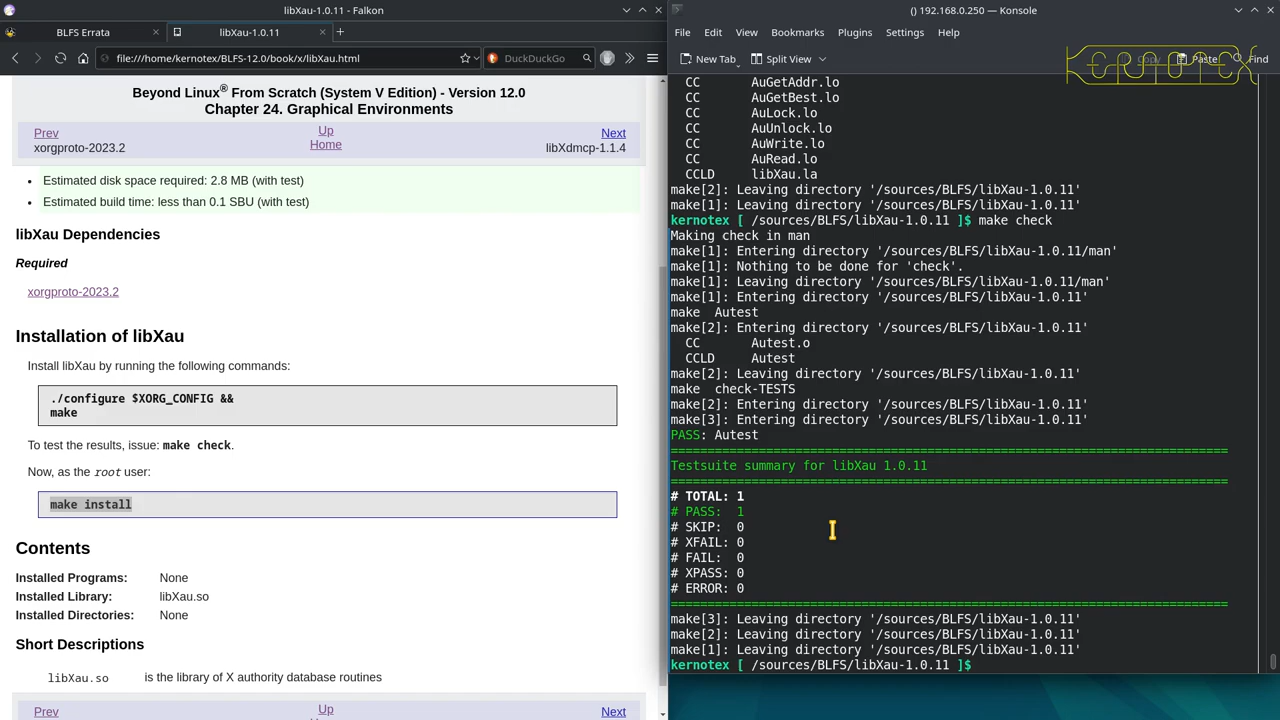 libXau-1.0.11 - Falkon
BLFS Errata
libXau-1.0.11
file:///home/kernotex/BLFS-12.0/book/x/libXau.html
DuckDuckGo
Beyond Linux® From Scratch (System V Edition) - Version 12.0
Chapter 24. Graphical Environments
Prev Up Next
xorgproto-2023.2 Home libXdmcp-1.1.4
• Estimated disk space required: 2.8 MB (with test)
• Estimated build time: less than 0.1 SBU (with test)
libXau Dependencies
Required
xorgproto-2023.2
Installation of libXau
Install libXau by running the following commands:
./configure $XORG_CONFIG &&
make
To test the results, issue: make check.
Now, as the root user:
make install
Contents
Installed Programs: None
Installed Library: libXau.so
Installed Directories: None
Short Descriptions
libXau.so is the library of X authority database routines
Prev Up Next
() 192.168.0.250 — Konsole
File Edit View Bookmarks Plugins Settings Help
New Tab Split View Copy Paste Find
KERNOTEX
CC AuGetAddr.lo
CC AuGetBest.lo
CC AuLock.lo
CC AuUnlock.lo
CC AuWrite.lo
CC AuRead.lo
CCLD libXau.la
make[2]: Leaving directory '/sources/BLFS/libXau-1.0.11'
make[1]: Leaving directory '/sources/BLFS/libXau-1.0.11'
kernotex [ /sources/BLFS/libXau-1.0.11 ]$ make check
Making check in man
make[1]: Entering directory '/sources/BLFS/libXau-1.0.11/man'
make[1]: Nothing to be done for 'check'.
make[1]: Leaving directory '/sources/BLFS/libXau-1.0.11/man'
make[1]: Entering directory '/sources/BLFS/libXau-1.0.11'
make Autest
make[2]: Entering directory '/sources/BLFS/libXau-1.0.11'
CC Autest.o
CCLD Autest
make[2]: Leaving directory '/sources/BLFS/libXau-1.0.11'
make check-TESTS
make[2]: Entering directory '/sources/BLFS/libXau-1.0.11'
make[3]: Entering directory '/sources/BLFS/libXau-1.0.11'
PASS: Autest
============================================================================
Testsuite summary for libXau 1.0.11
============================================================================
# TOTAL: 1
# PASS: 1
# SKIP: 0
# XFAIL: 0
# FAIL: 0
# XPASS: 0
# ERROR: 0
============================================================================
make[3]: Leaving directory '/sources/BLFS/libXau-1.0.11'
make[2]: Leaving directory '/sources/BLFS/libXau-1.0.11'
make[1]: Leaving directory '/sources/BLFS/libXau-1.0.11'
kernotex [ /sources/BLFS/libXau-1.0.11 ]$